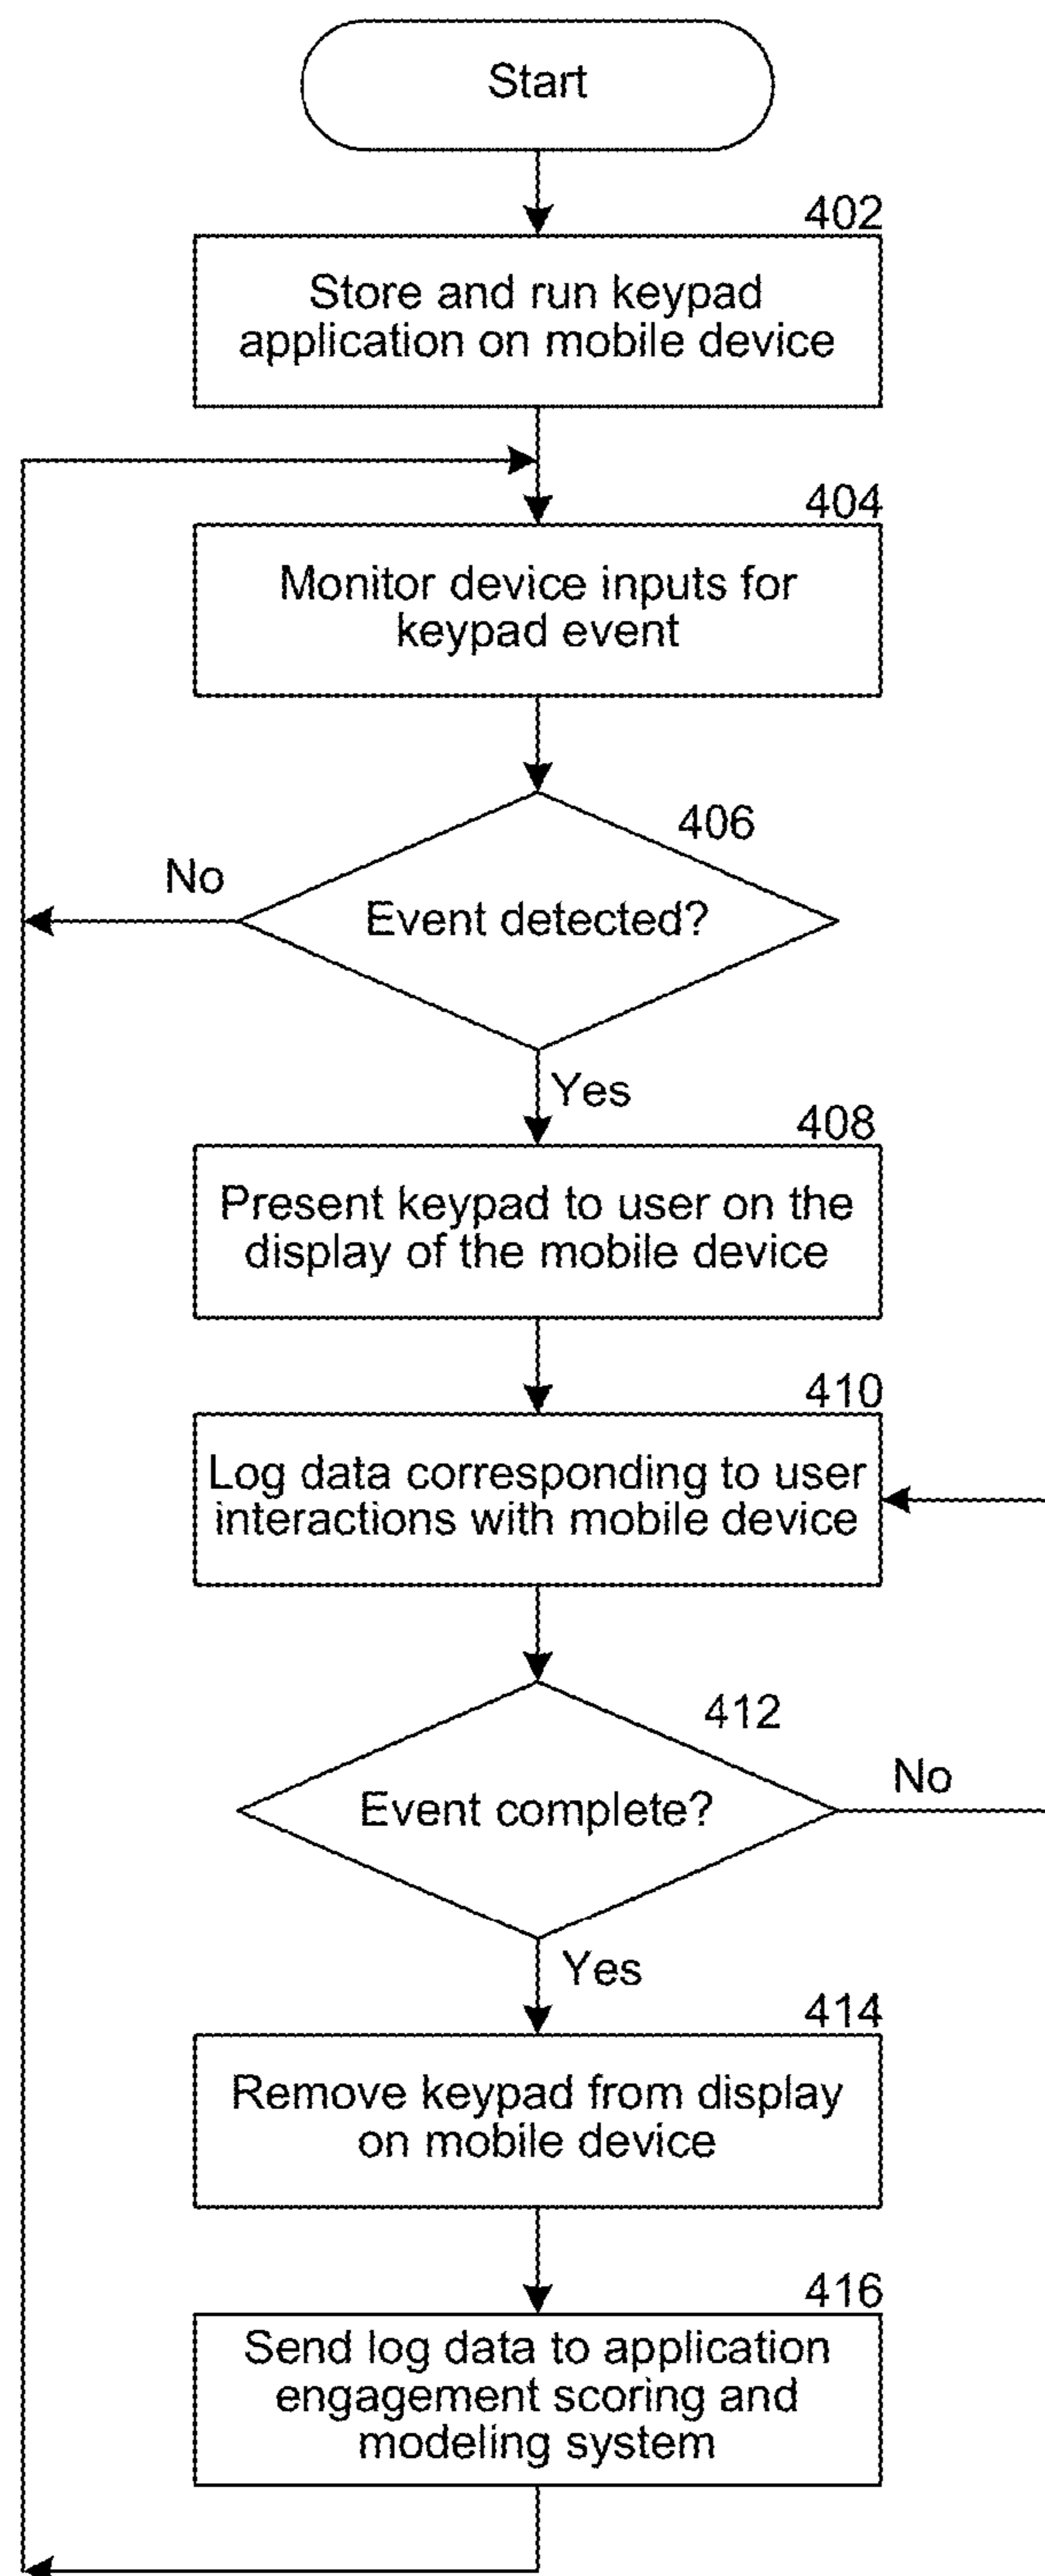 Start
402
Store and run keypad
application on mobile device
404
Monitor device inputs for
keypad event
406
No
Event detected?
Yes
408
Present keypad to user on the
display of the mobile device
410
Log data corresponding to user
interactions with mobile device
412
No
Event complete?
Yes
414
Remove keypad from display
on mobile device
416
Send log data to application
engagement scoring and
modeling system